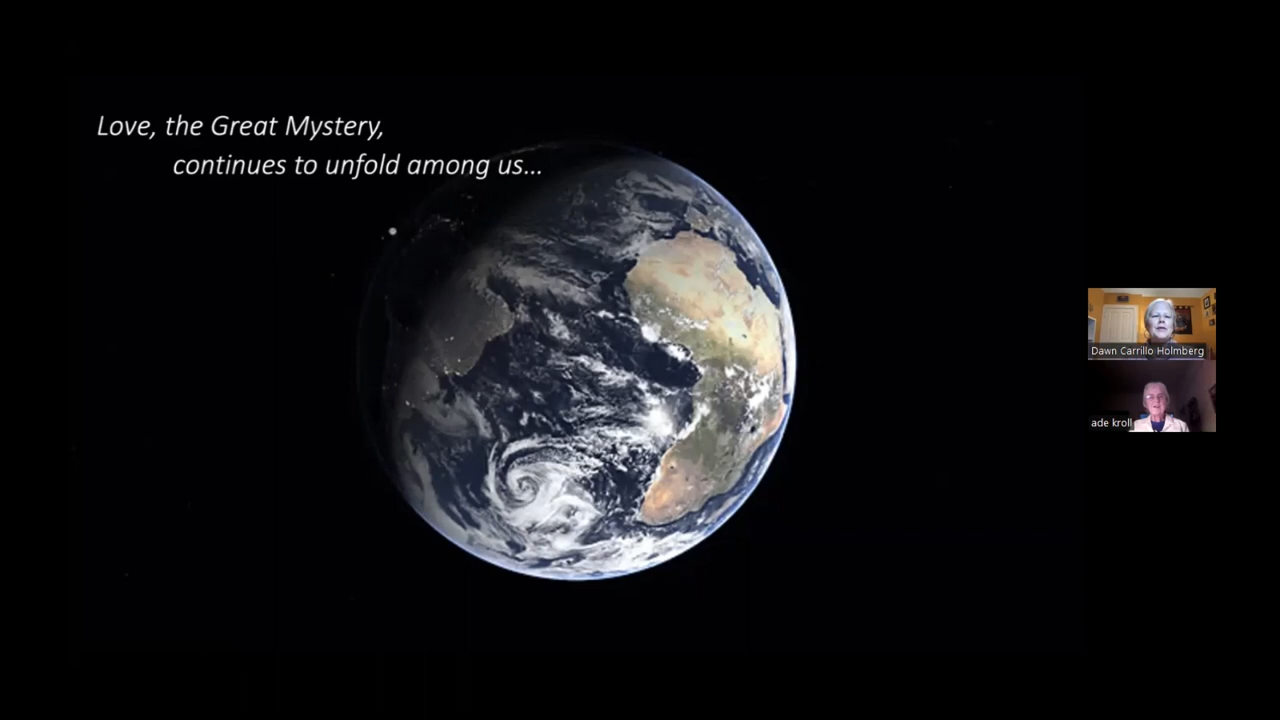 Love, the Great Mystery,
continues to unfold among us...
Dawn Carrillo Holmberg
ade kroll